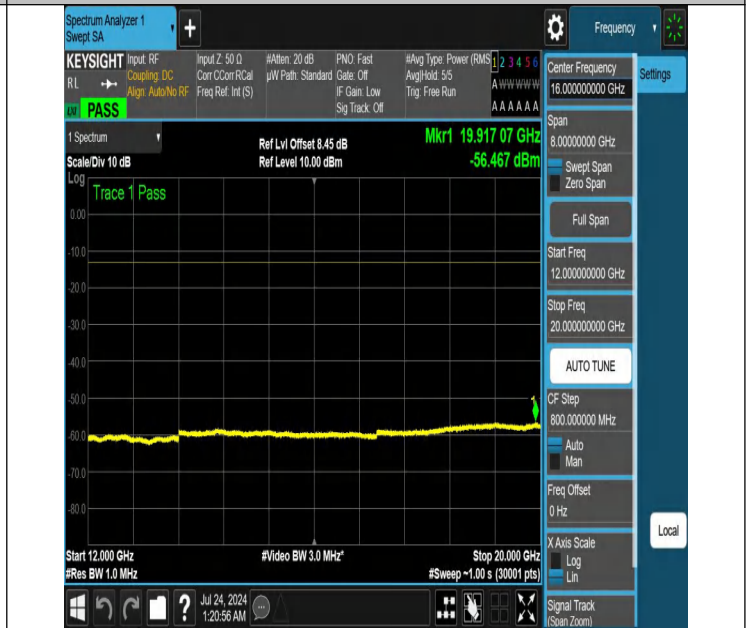 Spectrum Analyzer 1
Swept SA
+
Frequency
KEYSIGHT
RL
LXI
PASS
Input: RF
Coupling: DC
Align: Auto/No RF
Input Z: 50 Ω
Corr CCorr RCal
Freq Ref: Int (S)
#Atten: 20 dB
µW Path: Standard
PNO: Fast
Gate: Off
IF Gain: Low
Sig Track: Off
#Avg Type: Power (RMS
Avg|Hold: 5/5
Trig: Free Run
1 2 3 4 5 6
A W W W W W
A A A A A A
1 Spectrum
Scale/Div 10 dB
Log
Ref Lvl Offset 8.45 dB
Ref Level 10.00 dBm
Mkr1 19.917 07 GHz
-56.467 dBm
Trace 1 Pass
0.00
-10.0
-20.0
-30.0
-40.0
-50.0
-60.0
-70.0
-80.0
1
Start 12.000 GHz
#Res BW 1.0 MHz
#Video BW 3.0 MHz*
Stop 20.000 GHz
#Sweep ~1.00 s (30001 pts)
?
Jul 24, 2024
1:20:56 AM
Center Frequency
16.000000000 GHz
Settings
Span
8.00000000 GHz
Swept Span
Zero Span
Full Span
Start Freq
12.000000000 GHz
Stop Freq
20.000000000 GHz
AUTO TUNE
CF Step
800.000000 MHz
Auto
Man
Freq Offset
0 Hz
Local
X Axis Scale
Log
Lin
Signal Track
(Span Zoom)